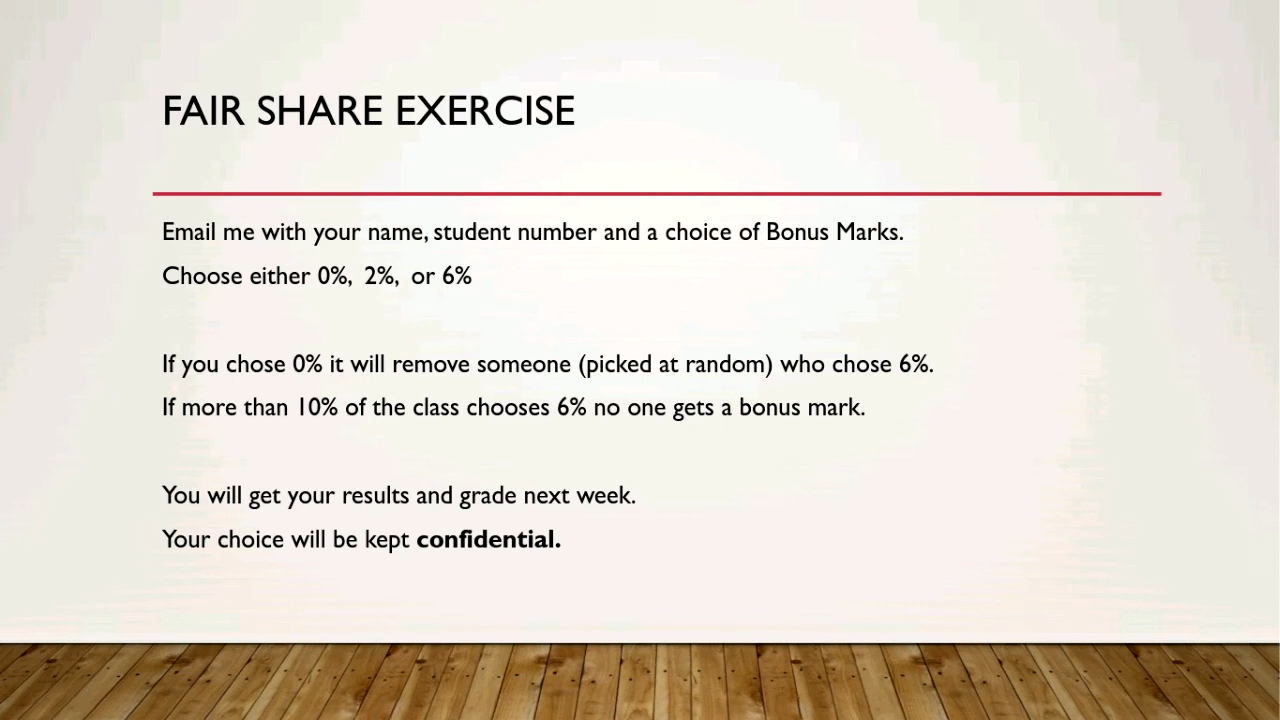 FAIR SHARE EXERCISE
Email me with your name, student number and a choice of Bonus Marks.
Choose either 0%, 2%, or 6%
If you chose 0% it will remove someone (picked at random) who chose 6%.
If more than 10% of the class chooses 6% no one gets a bonus mark.
You will get your results and grade next week.
Your choice will be kept confidential.